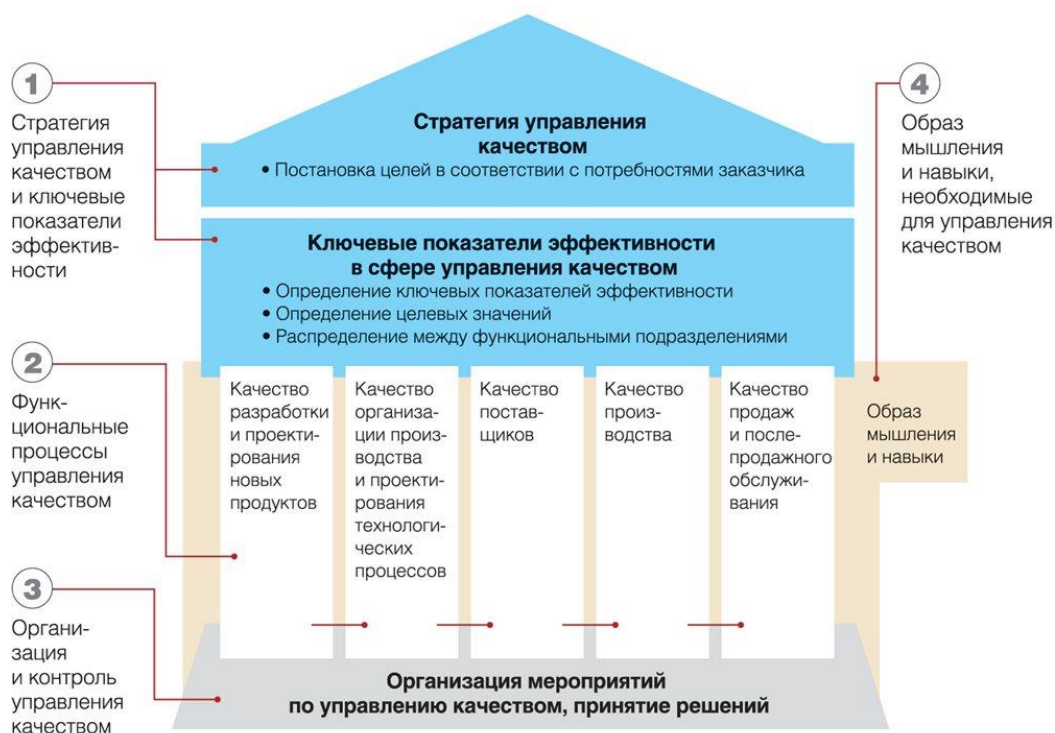 1
Стратегия
управления
качеством
и ключевые
показатели
эффектив-
ности
2
Функ-
циональные
процессы
управления
качеством
3
Органи-
зация
и контроль
управления
качеством
Стратегия управления
качеством
• Постановка целей в соответствии с потребностями заказчика
Ключевые показатели эффективности
в сфере управления качеством
• Определение ключевых показателей эффективности
• Определение целевых значений
• Распределение между функциональными подразделениями
Качество
разработки
и проекти-
рования
новых
продуктов
Качество
организа-
ции произ-
водства
и проекти-
рования
технологи-
ческих
процессов
Качество
постав-
щиков
Качество
произ-
водства
Качество
продаж
и после-
продажного
обслужи-
вания
Образ
мышления
и навыки
Организация мероприятий
по управлению качеством, принятие решений
4
Образ
мышления
и навыки,
необходимые
для управления
качеством